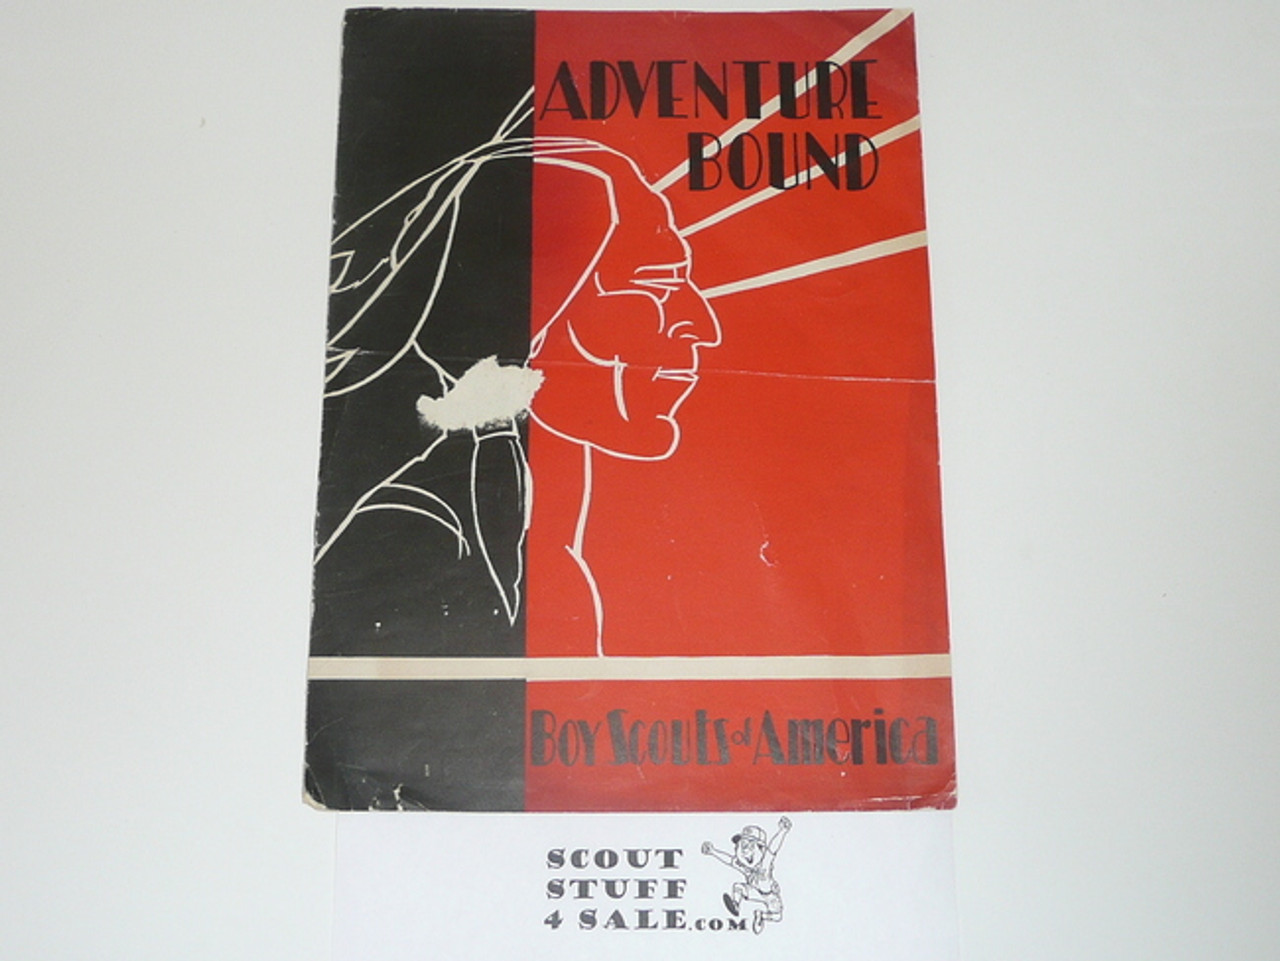 ADVENTURE
BOUND
Boy Scouts of America
SCOUT
STUFF
4 SALE.COM